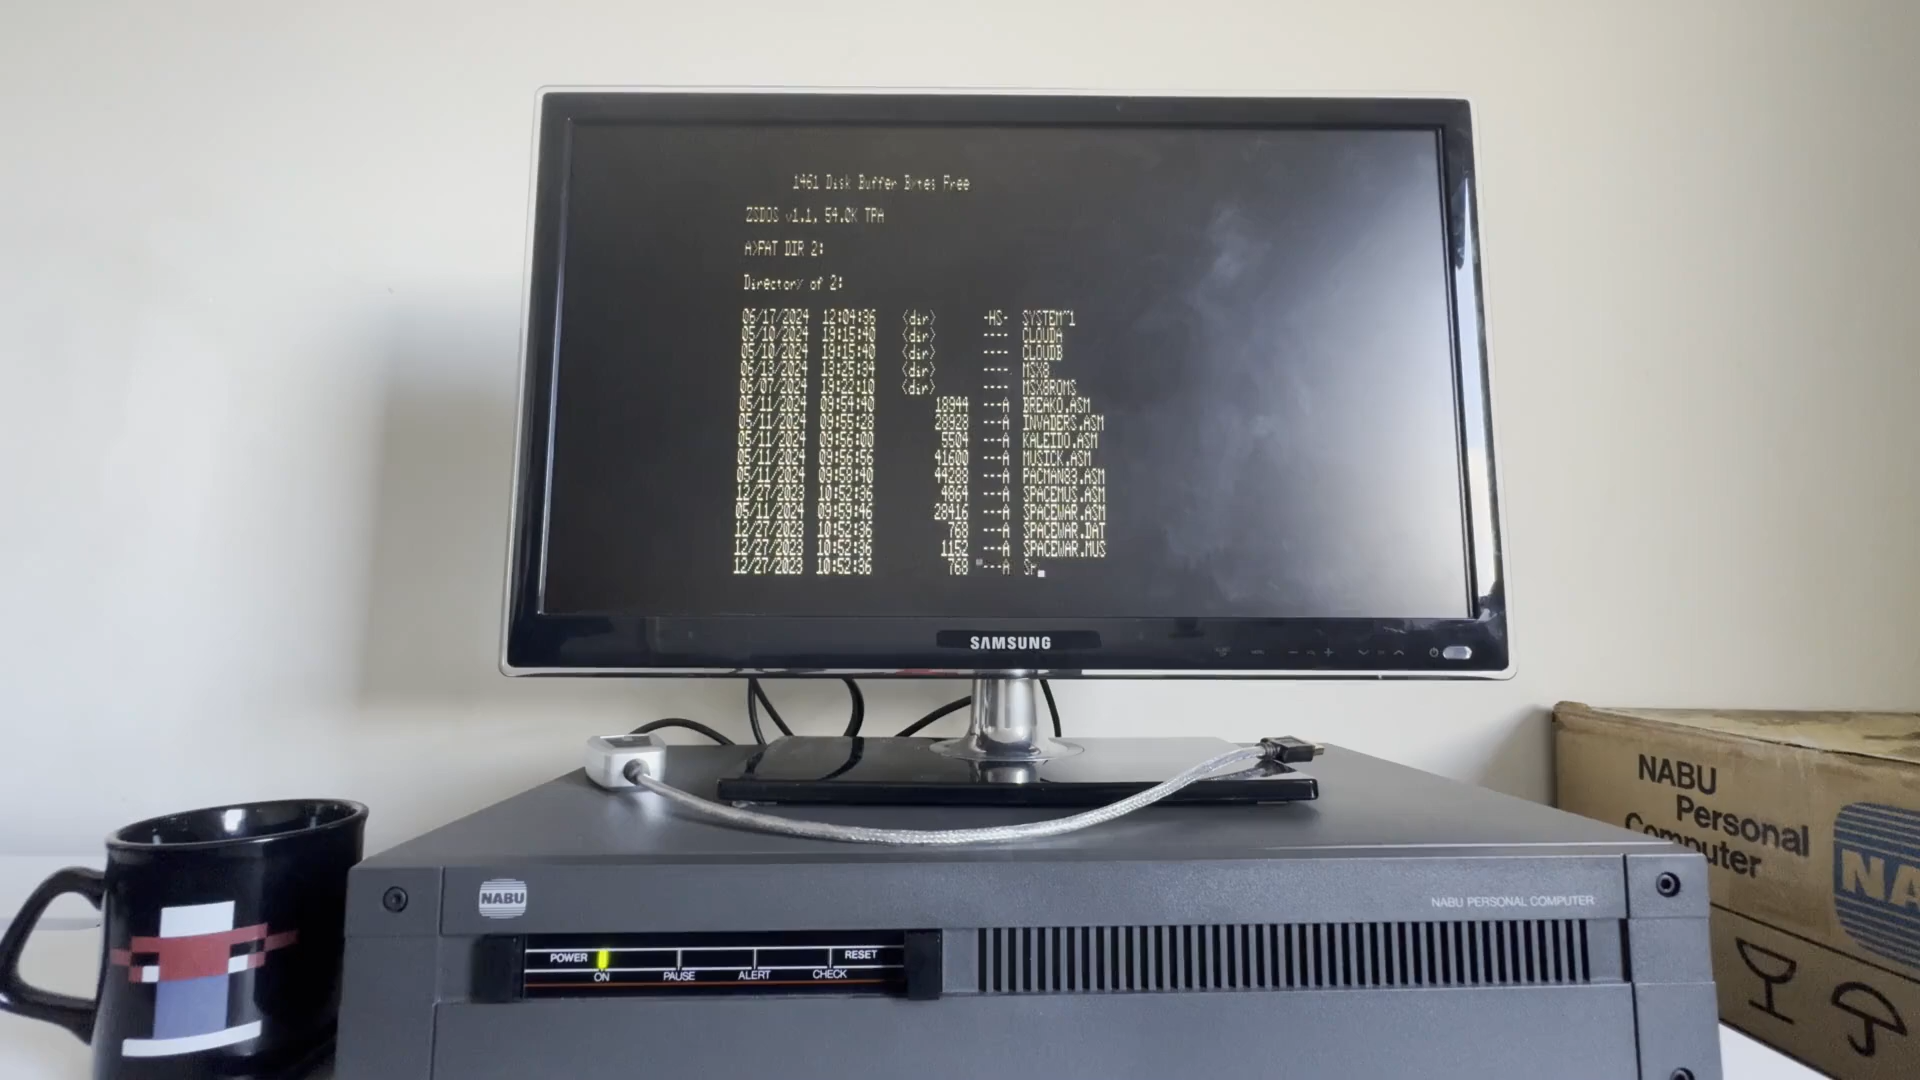 1461 Disk Buffer Bytes Free
ZSDOS v1.1, 54.0K TPA
A>FAT DIR 2:
Directory of 2:
06/17/2024 12:04:36 <dir> -HS- SYSTEM~1
05/10/2024 19:15:40 <dir> ---- CLOUDA
05/10/2024 19:15:40 <dir> ---- CLOUDB
06/13/2024 13:25:34 <dir> ---- MSX8
06/07/2024 19:22:10 <dir> ---- MSX8ROMS
05/11/2024 09:54:40 18944 ---A BREAKO.ASM
05/11/2024 09:55:28 28928 ---A INVADERS.ASM
05/11/2024 09:56:00 5504 ---A KALEIDO.ASM
05/11/2024 09:56:56 41600 ---A MUSICK.ASM
05/11/2024 09:58:40 44288 ---A PACMAN83.ASM
12/27/2023 10:52:36 4864 ---A SPACEMUS.ASM
05/11/2024 09:59:46 28416 ---A SPACEWAR.ASM
12/27/2023 10:52:36 768 ---A SPACEWAR.DAT
12/27/2023 10:52:36 1152 ---A SPACEWAR.MUS
12/27/2023 10:52:36 768 ---A SP
SAMSUNG
NABU
Personal
Computer
NABU
NABU PERSONAL COMPUTER
POWER RESET
ON PAUSE ALERT CHECK